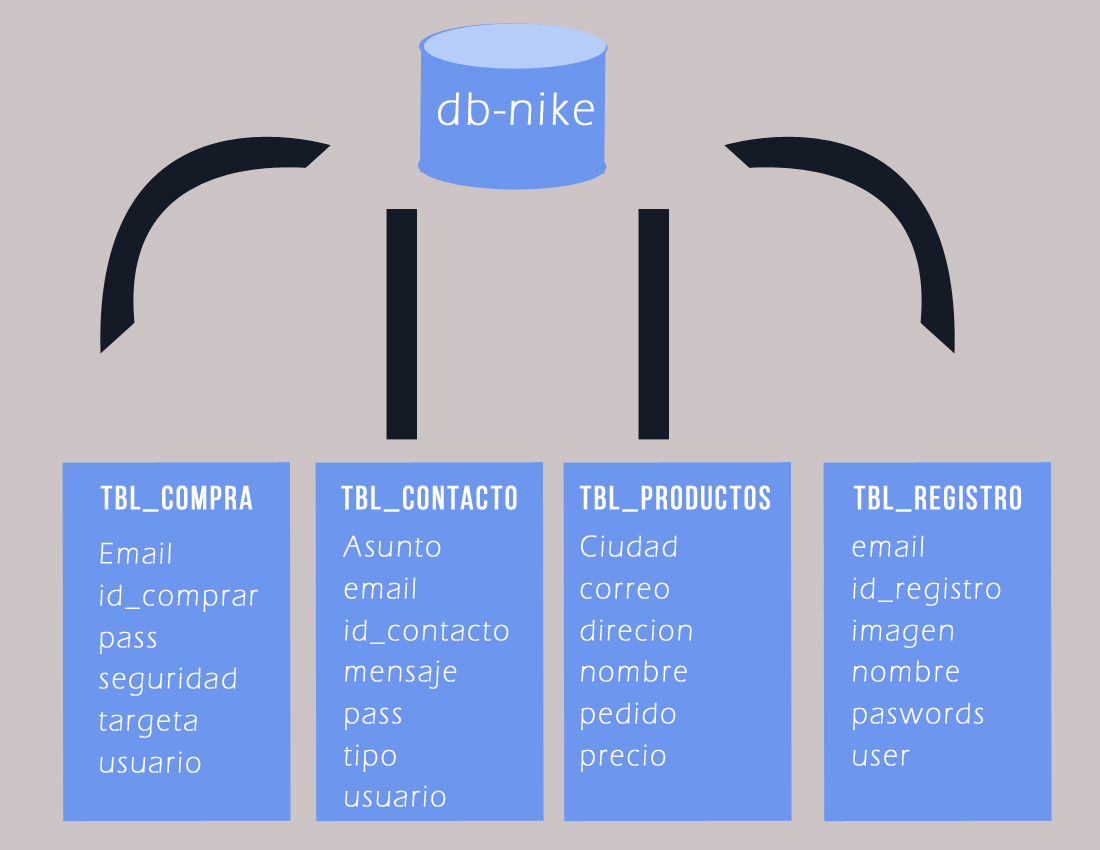 db-nike
TBL_COMPRA
Email
id_comprar
pass
seguridad
targeta
usuario
TBL_CONTACTO
Asunto
email
id_contacto
mensaje
pass
tipo
usuario
TBL_PRODUCTOS
Ciudad
correo
direcion
nombre
pedido
precio
TBL_REGISTRO
email
id_registro
imagen
nombre
paswords
user